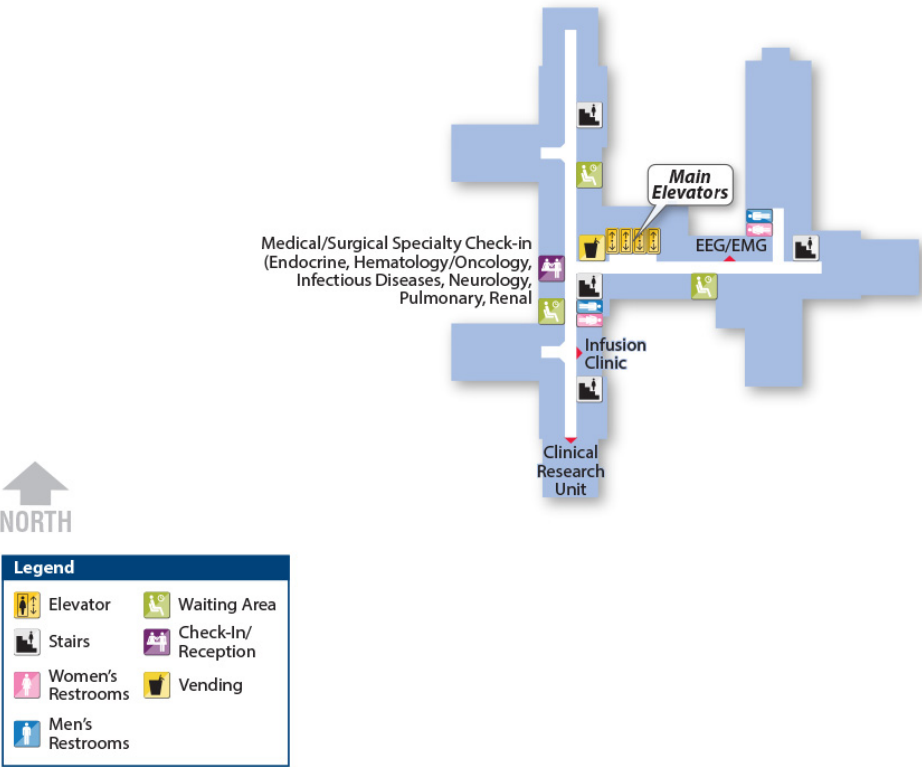 Main
Elevators
Medical/Surgical Specialty Check-in
(Endocrine, Hematology/Oncology,
Infectious Diseases, Neurology,
Pulmonary, Renal
EEG/EMG
Infusion
Clinic
Clinical
Research
Unit
NORTH
Legend
Elevator
Waiting Area
Stairs
Check-In/
Reception
Women's
Restrooms
Vending
Men's
Restrooms